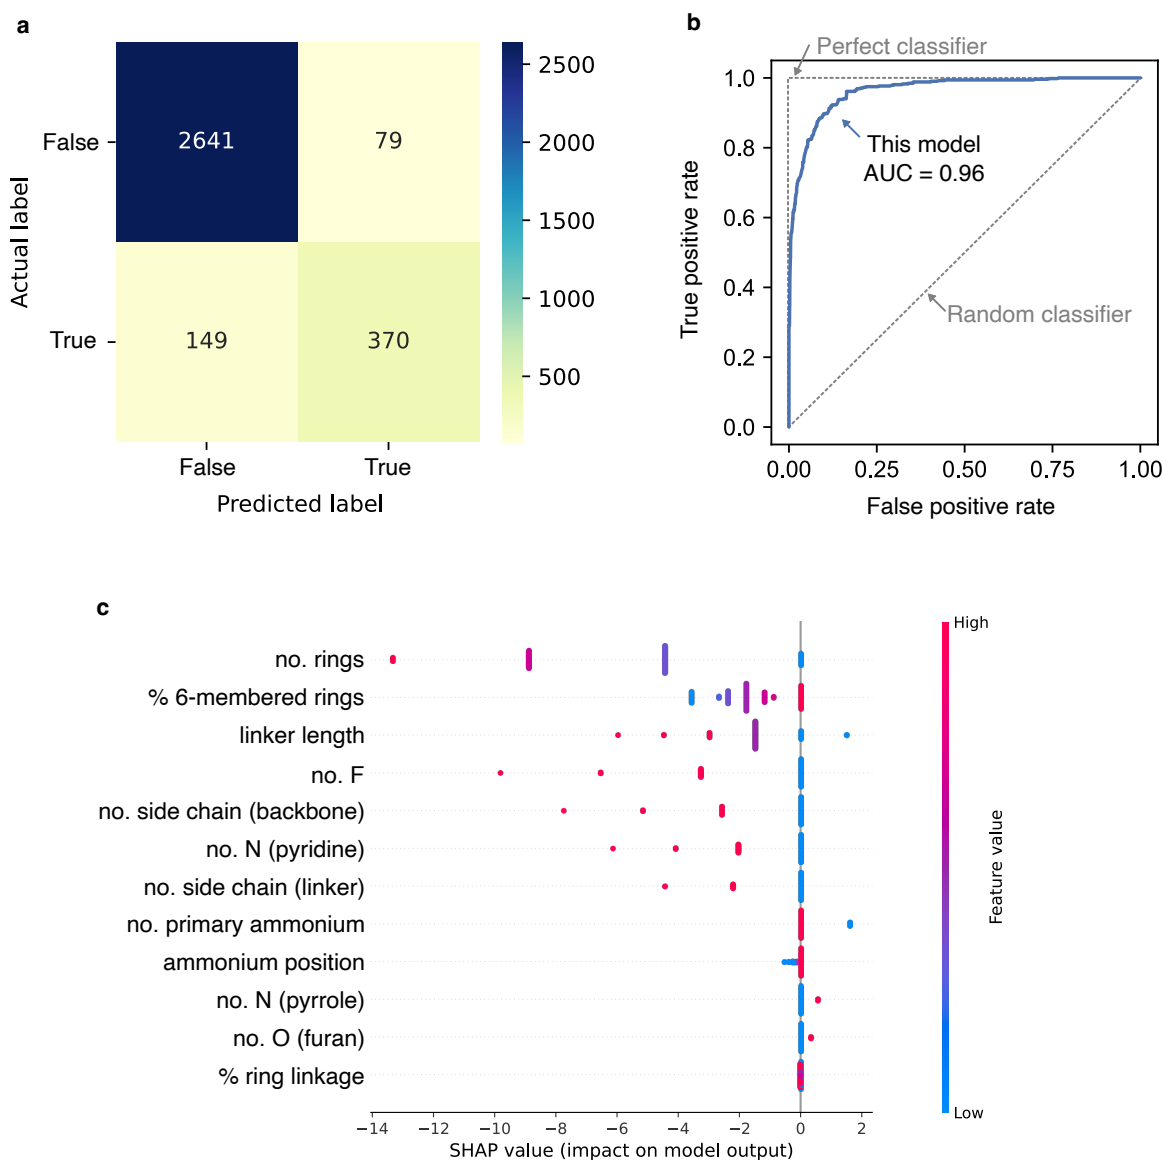 a
2641
79
149
370
False
True
Actual label
False
True
Predicted label
2500
2000
1500
1000
500
b
Perfect classifier
This model
AUC = 0.96
Random classifier
1.0
0.8
0.6
0.4
0.2
0.0
True positive rate
0.00 0.25 0.50 0.75 1.00
False positive rate
c
no. rings
% 6-membered rings
linker length
no. F
no. side chain (backbone)
no. N (pyridine)
no. side chain (linker)
no. primary ammonium
ammonium position
no. N (pyrrole)
no. O (furan)
% ring linkage
−14 −12 −10 −8 −6 −4 −2 0 2
SHAP value (impact on model output)
High
Feature value
Low